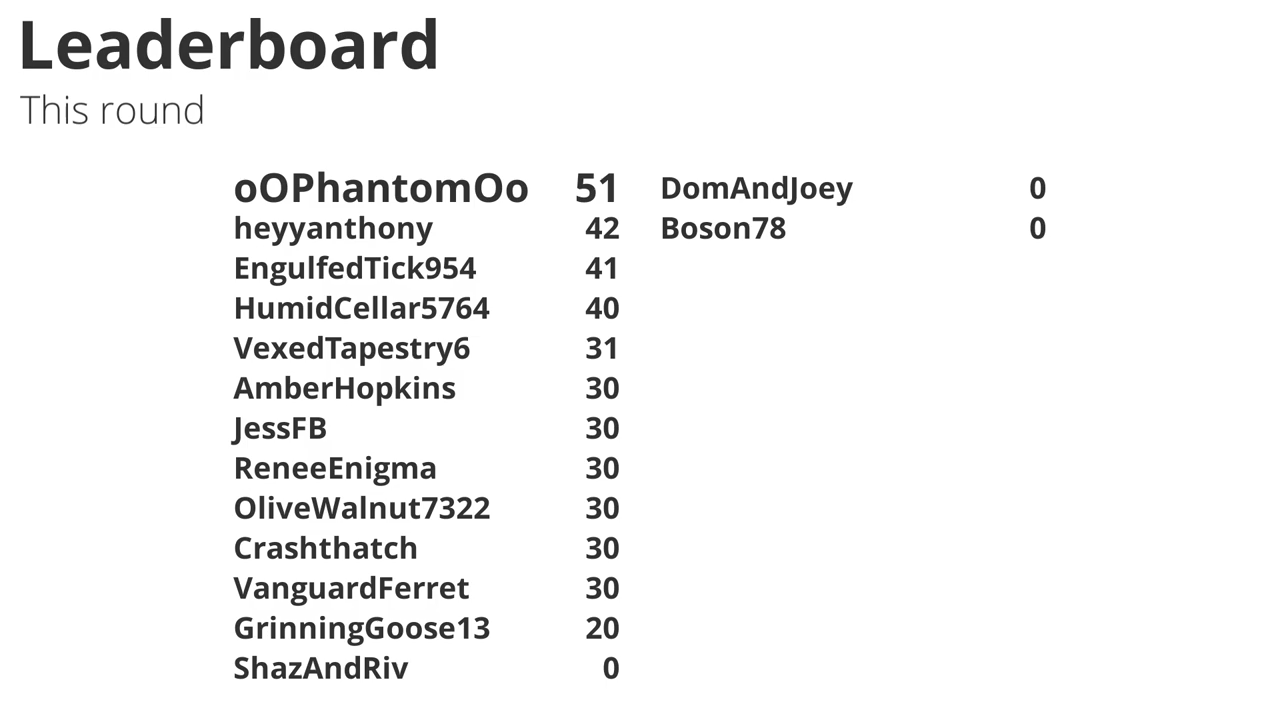 Leaderboard
This round
oOPhantomOo 51
heyyanthony 42
EngulfedTick954 41
HumidCellar5764 40
VexedTapestry6 31
AmberHopkins 30
JessFB 30
ReneeEnigma 30
OliveWalnut7322 30
Crashthatch 30
VanguardFerret 30
GrinningGoose13 20
ShazAndRiv 0
DomAndJoey 0
Boson78 0